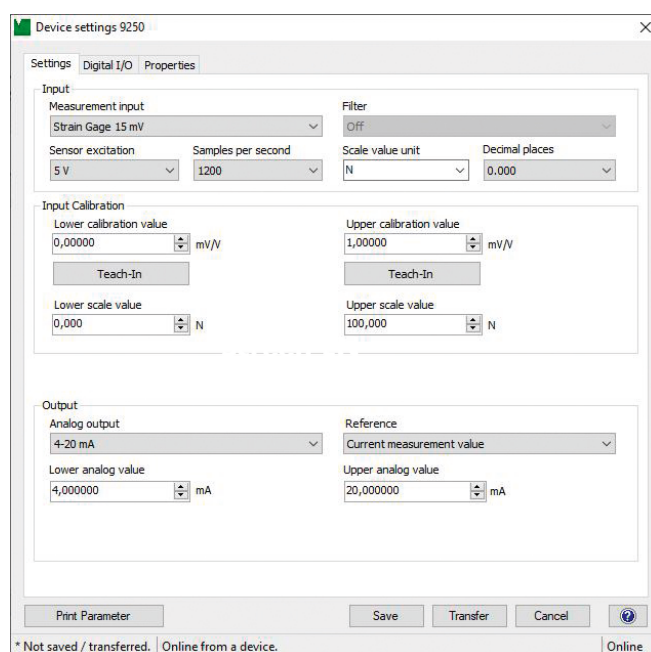 Device settings 9250
Settings Digital I/O Properties
Input
Measurement input Filter
Strain Gage 15 mV Off
Sensor excitation Samples per second Scale value unit Decimal places
5 V 1200 N 0.000
Input Calibration
Lower calibration value Upper calibration value
0,00000 mV/V 1,00000 mV/V
Teach-In Teach-In
Lower scale value Upper scale value
0,000 N 100,000 N
Output
Analog output Reference
4-20 mA Current measurement value
Lower analog value Upper analog value
4,000000 mA 20,000000 mA
Print Parameter Save Transfer Cancel
* Not saved / transferred. Online from a device. Online